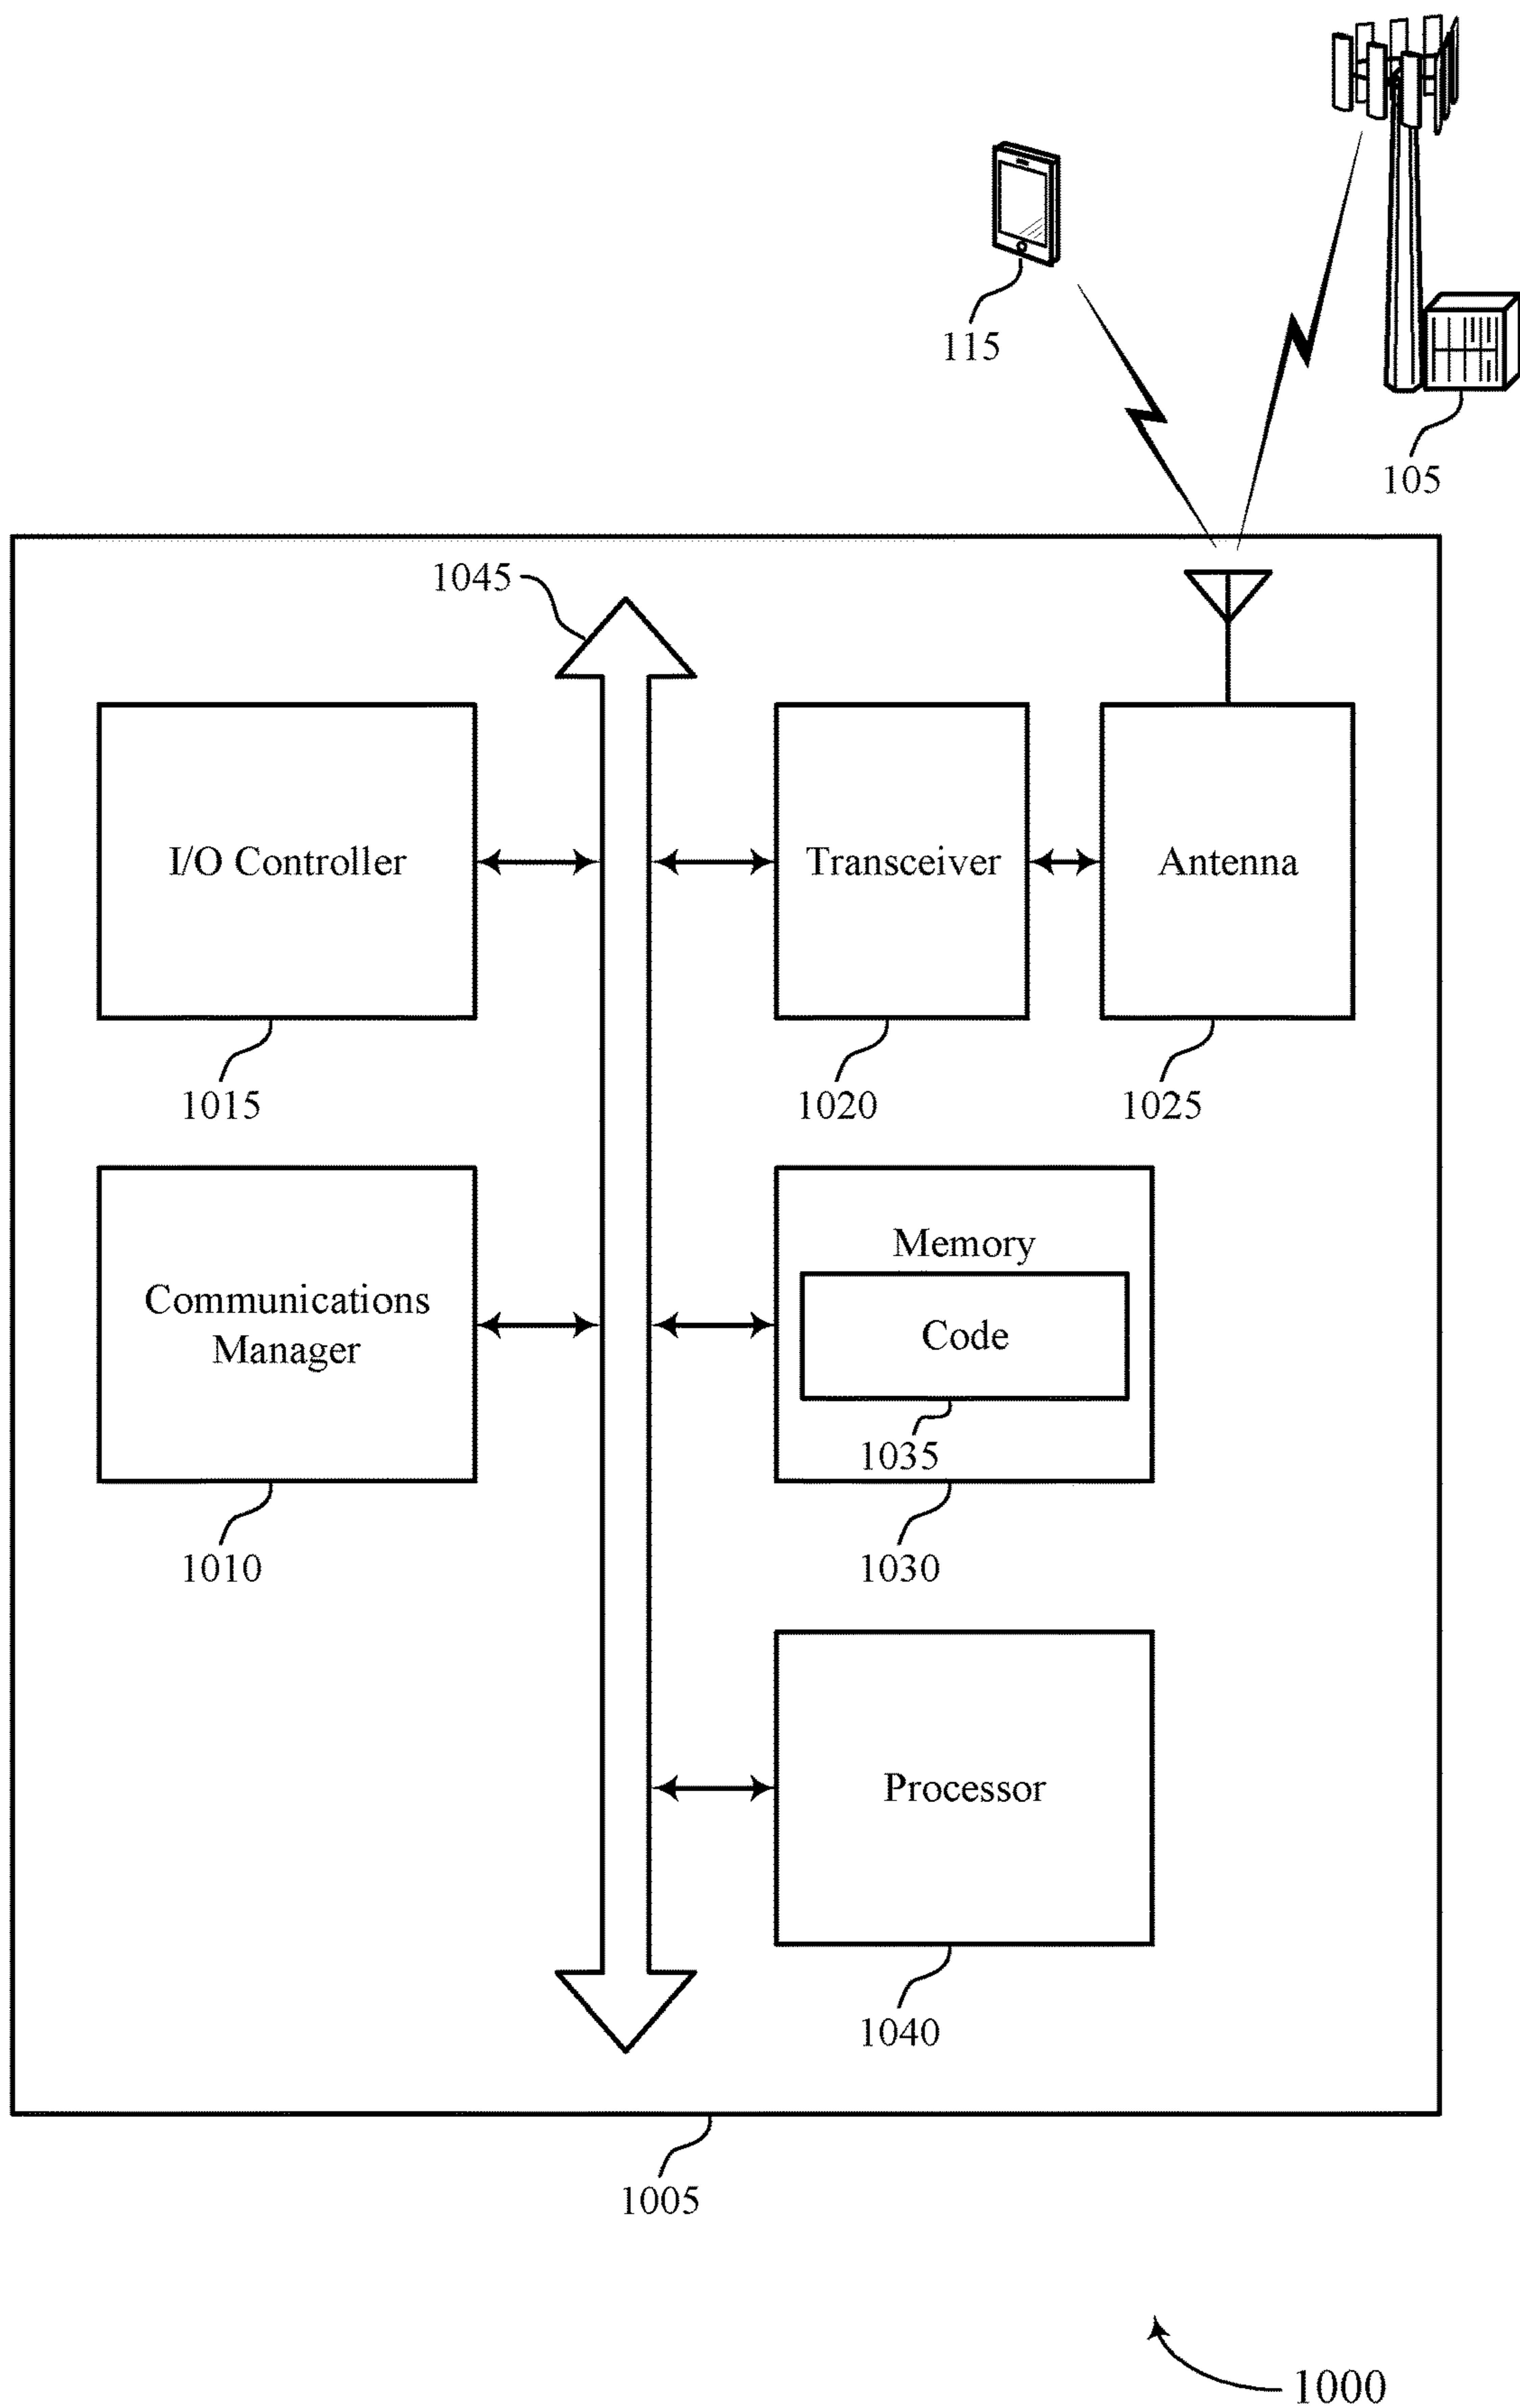 115
105
1045
I/O Controller
Transceiver
Antenna
1015
1020
1025
Communications
Manager
Memory
Code
1035
1010
1030
Processor
1040
1005
1000